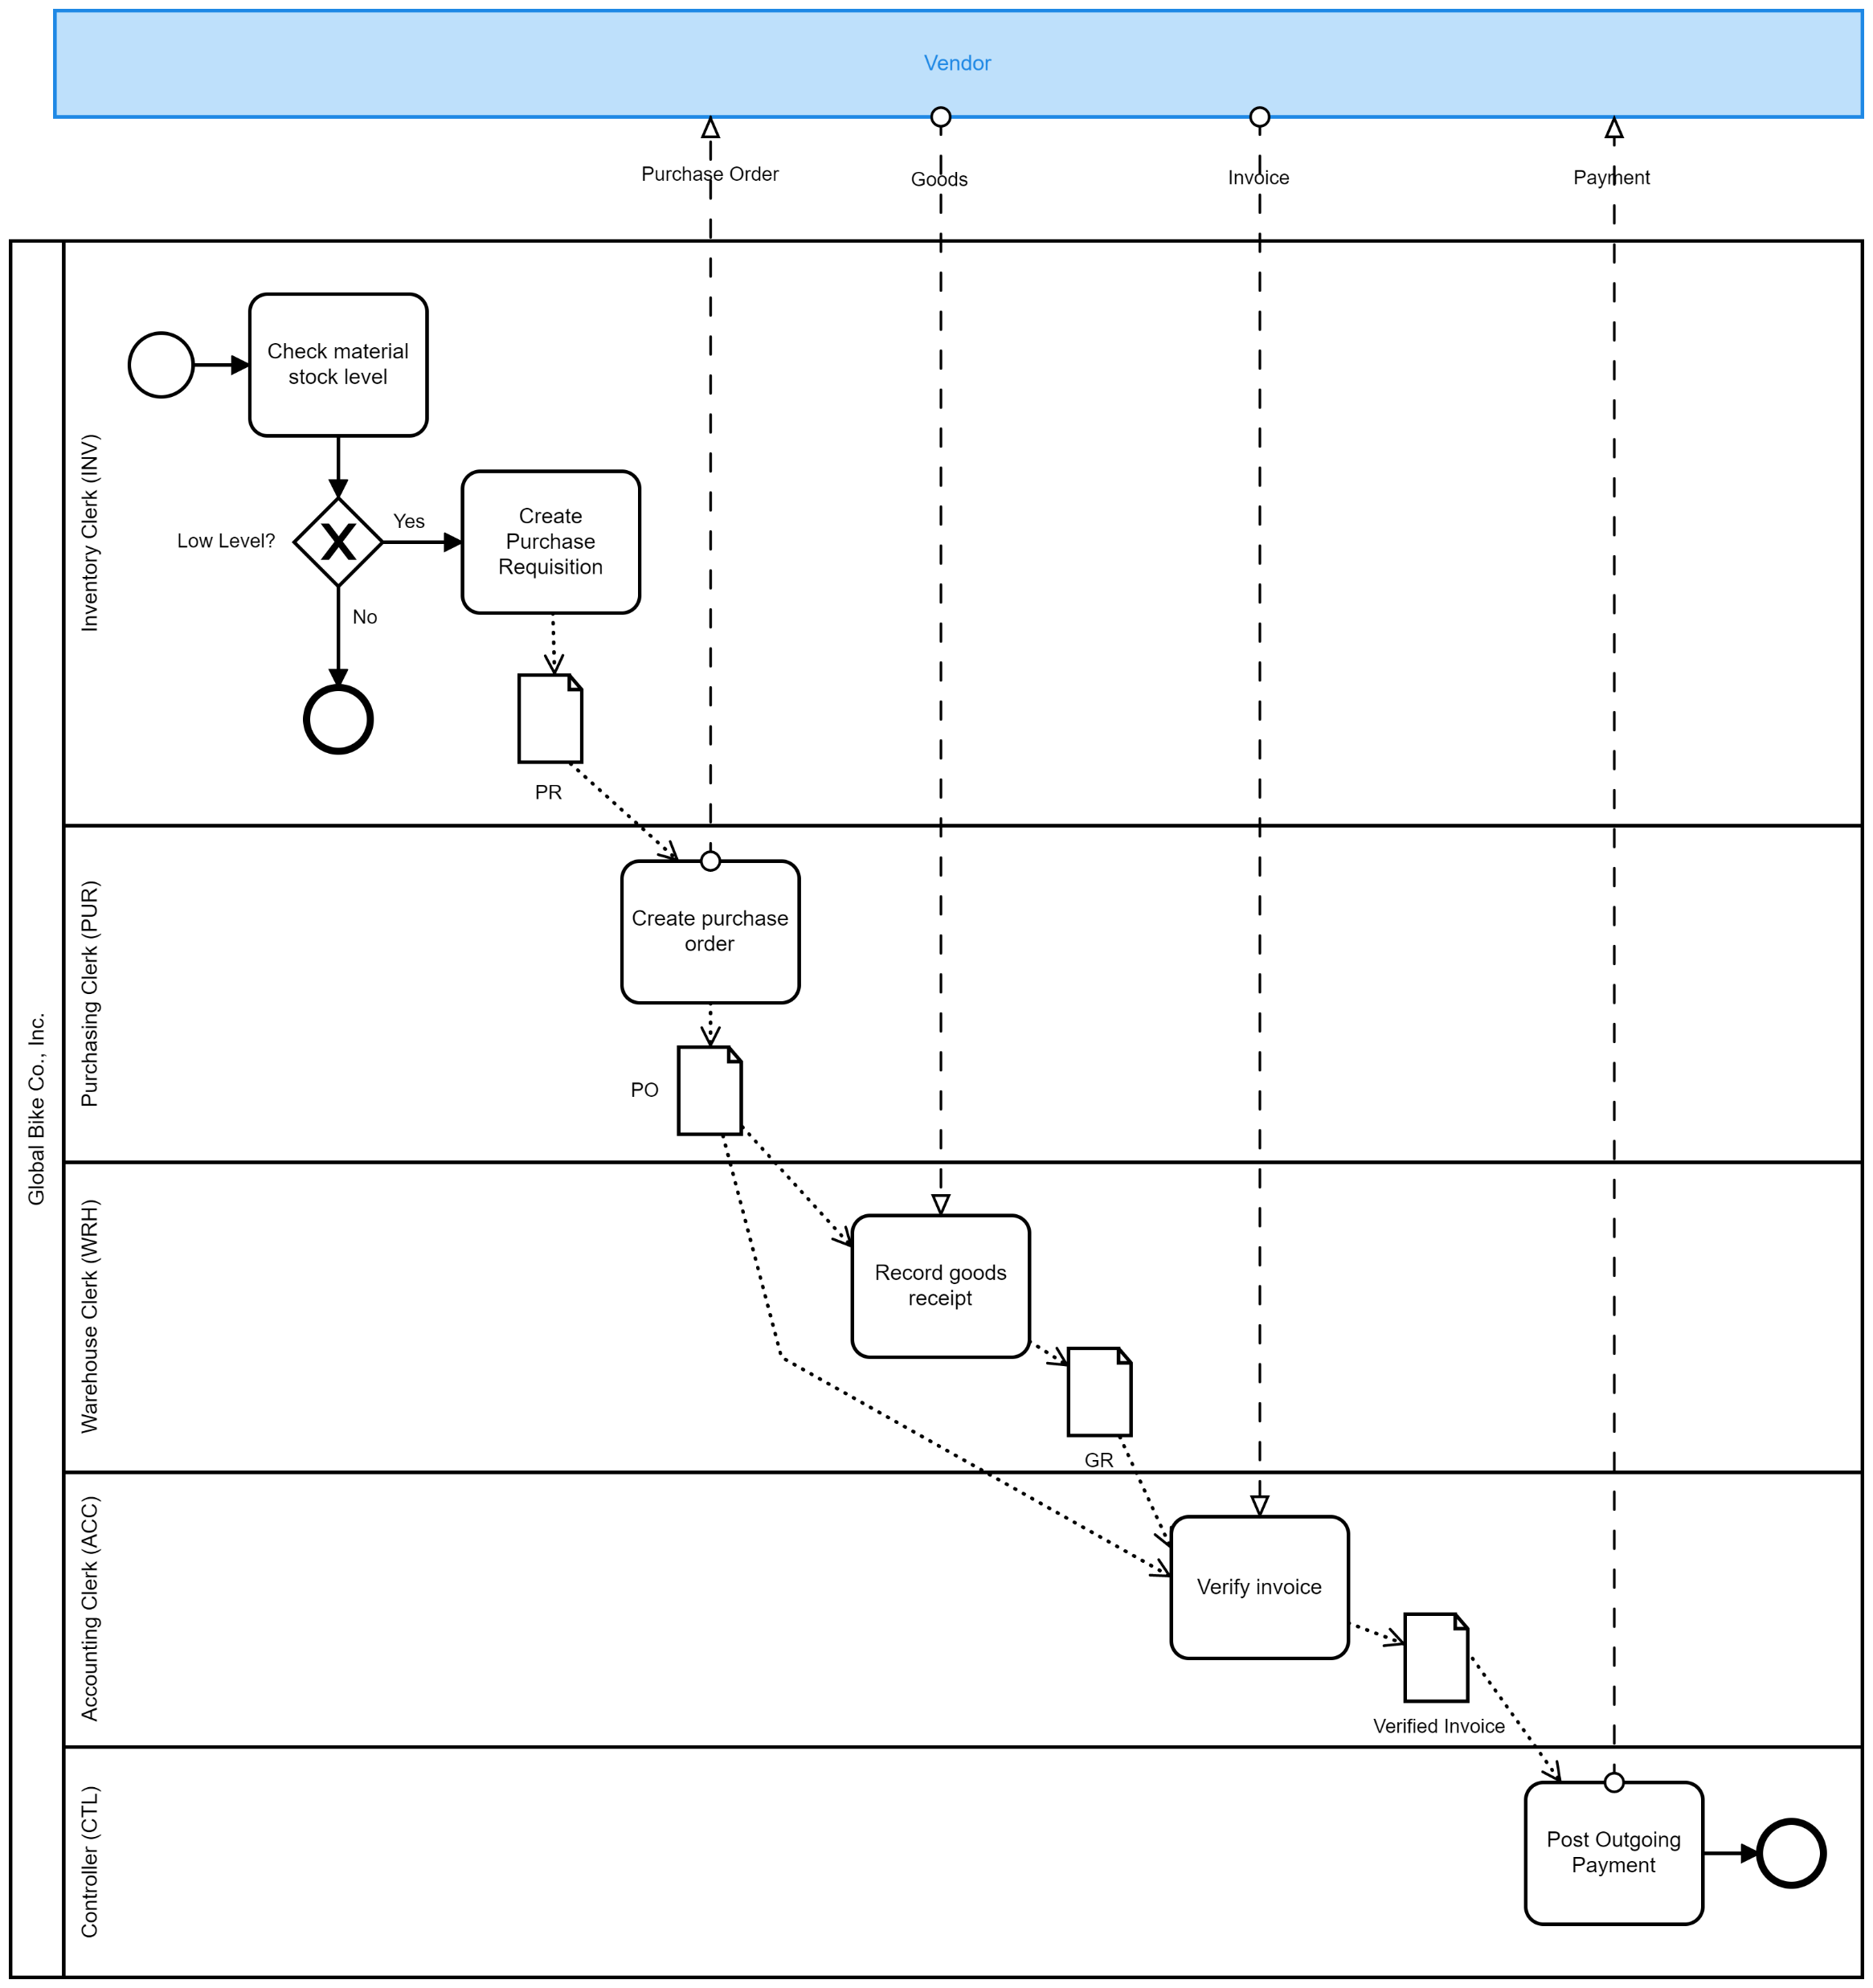 Vendor
Purchase Order
Goods
Invoice
Payment
Global Bike Co., Inc.
Inventory Clerk (INV)
Check material
stock level
Low Level?
Yes
No
Create
Purchase
Requisition
PR
Purchasing Clerk (PUR)
Create purchase
order
PO
Warehouse Clerk (WRH)
Record goods
receipt
GR
Accounting Clerk (ACC)
Verify invoice
Verified Invoice
Controller (CTL)
Post Outgoing
Payment